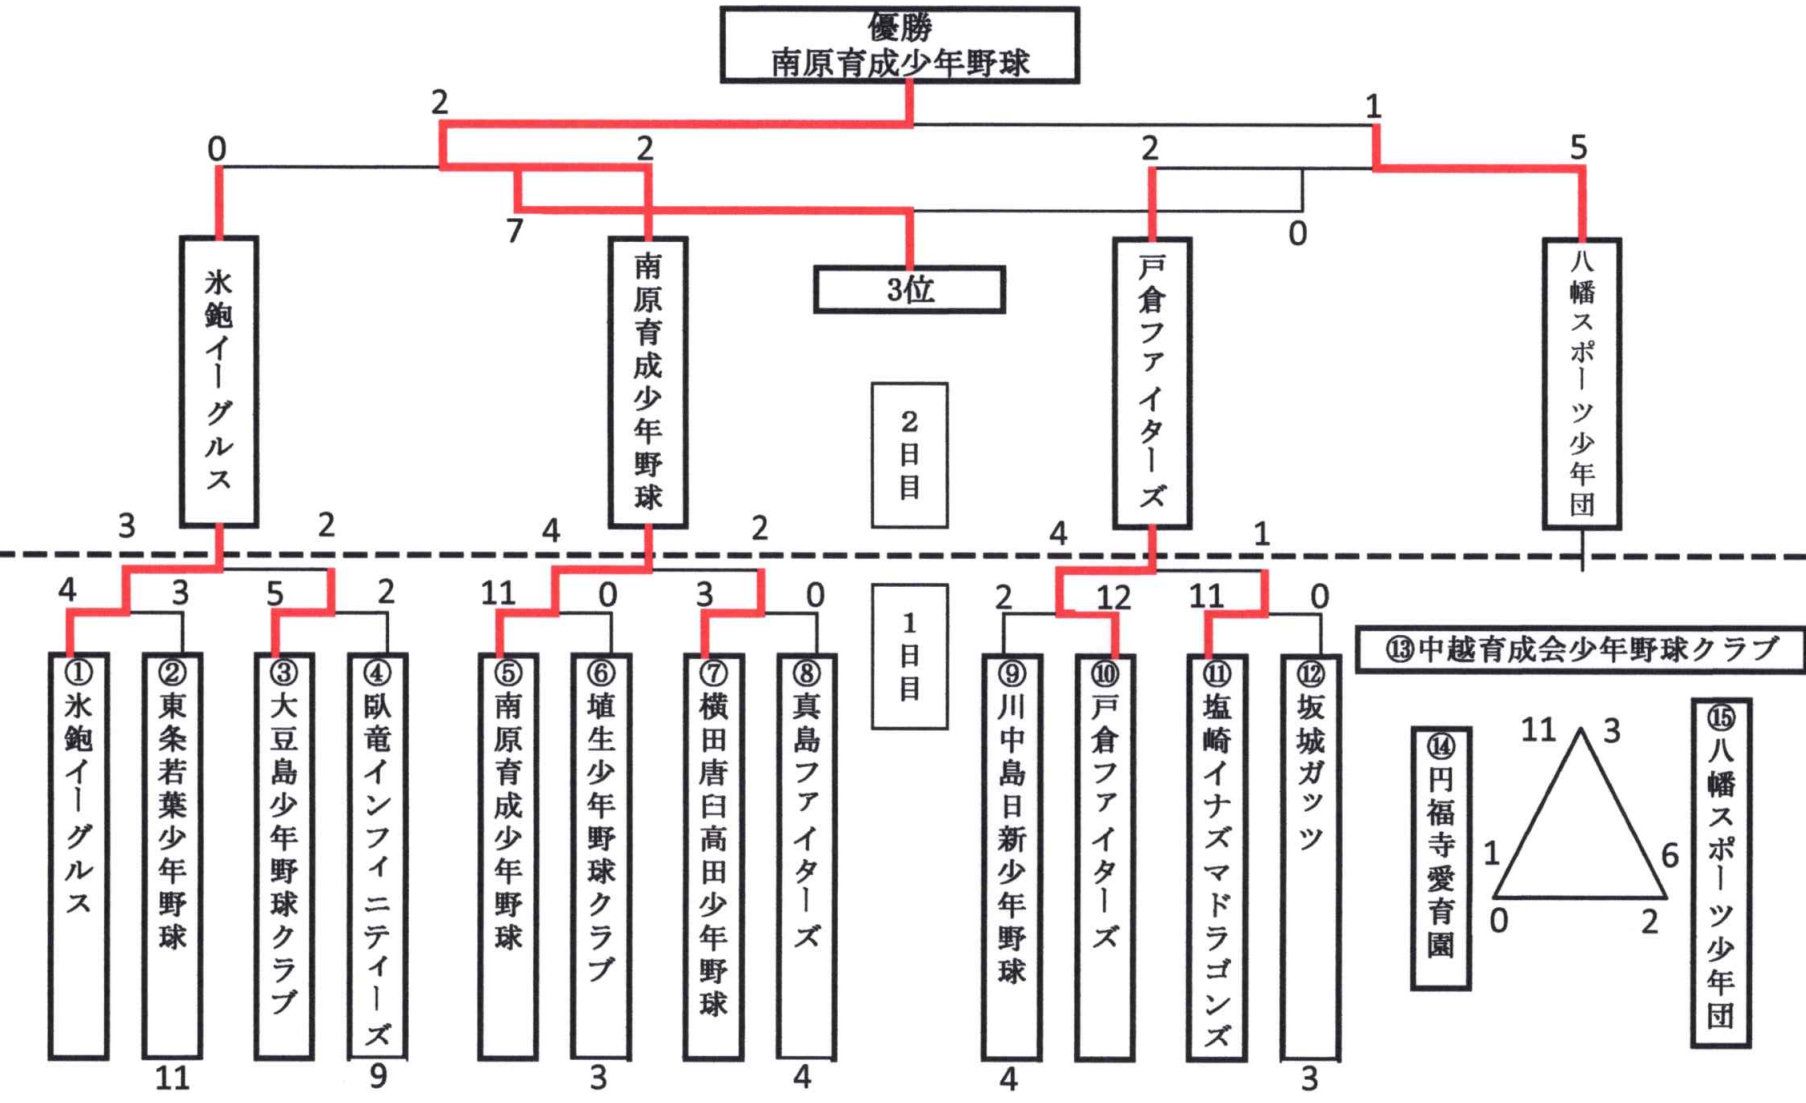 優勝
南原育成少年野球
2
1
0
2
2
5
7
0
3位
氷鉋イーグルス
南原育成少年野球
戸倉ファイターズ
八幡スポーツ少年団
2日目
3
2
4
2
4
1
4
3
5
2
11
0
3
0
2
12
11
0
1日目
①氷鉋イーグルス
②東条若葉少年野球
③大豆島少年野球クラブ
④臥竜インフィニティーズ
⑤南原育成少年野球
⑥埴生少年野球クラブ
⑦横田唐臼高田少年野球
⑧真島ファイターズ
⑨川中島日新少年野球
⑩戸倉ファイターズ
⑪塩崎イナズマドラゴンズ
⑫坂城ガッツ
⑬中越育成会少年野球クラブ
⑭円福寺愛育園
⑮八幡スポーツ少年団
11
3
1
6
0
2
11
9
3
4
4
3